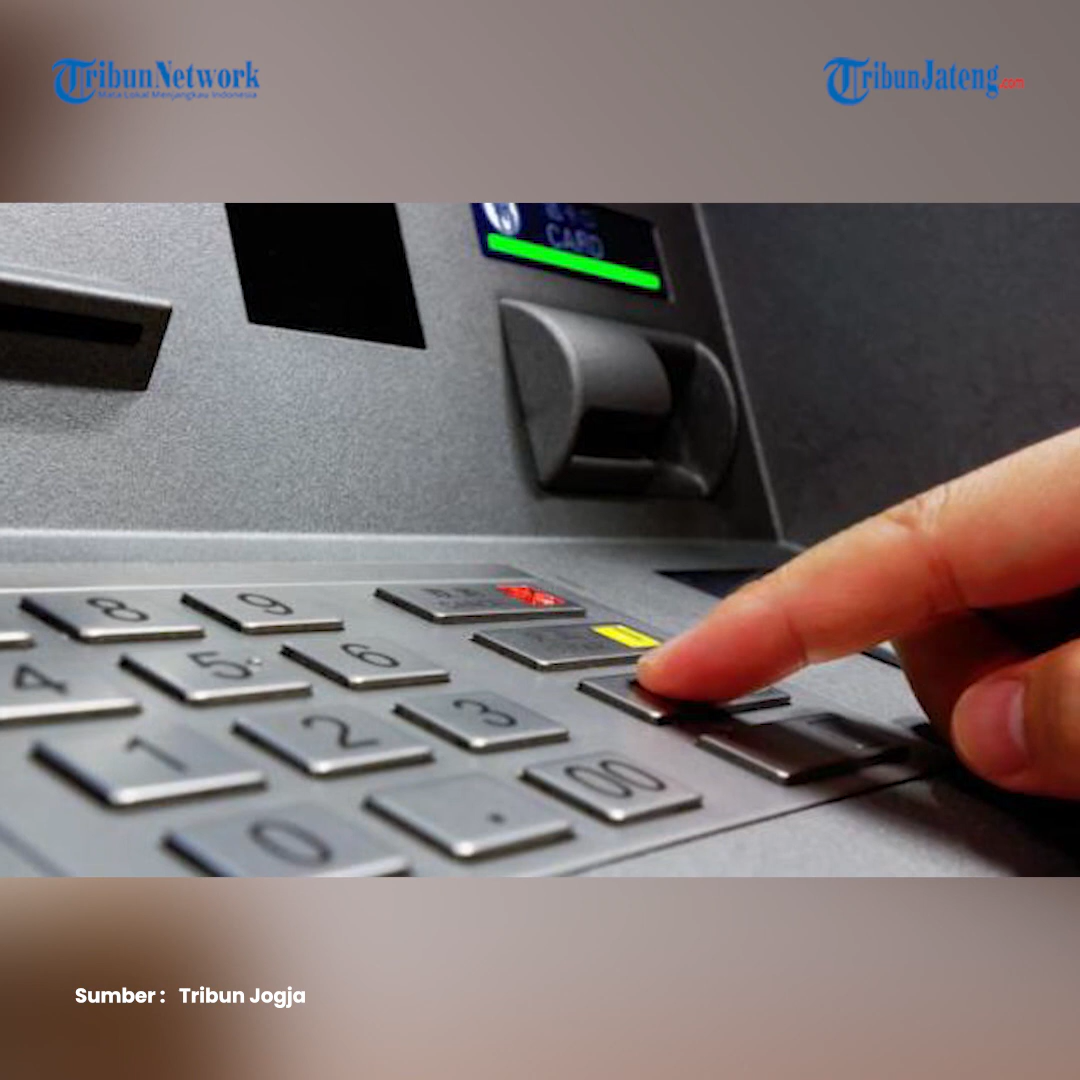 TribunNetwork
Mata Lokal Menjangkau Indonesia
TribunJateng.com
CARD
8
9
4
5
6
1
2
3
0
.
00
Sumber : Tribun Jogja